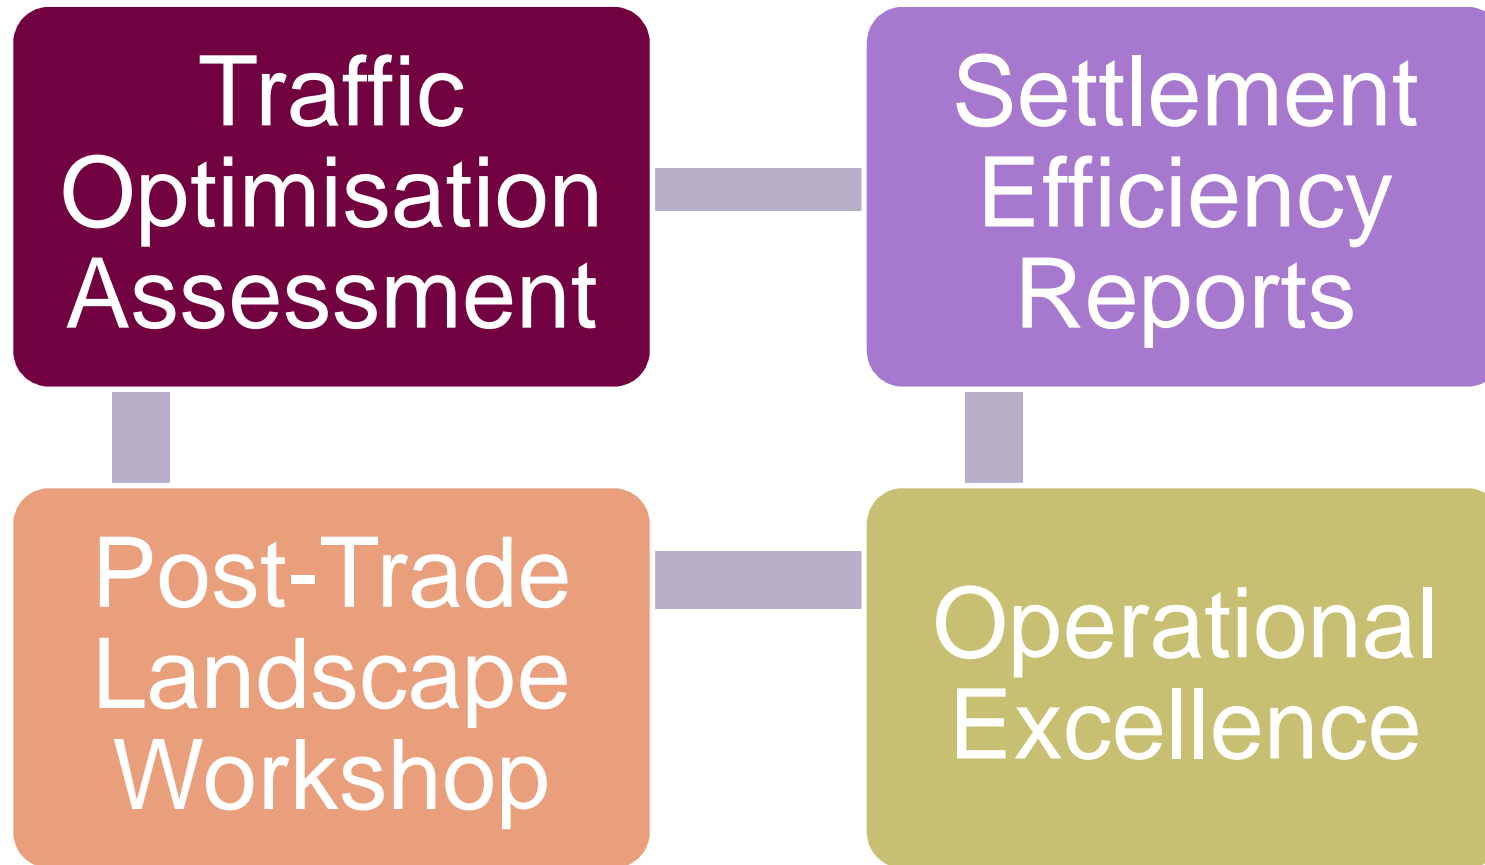 Traffic
Optimisation
Assessment
Settlement
Efficiency
Reports
Post-Trade
Landscape
Workshop
Operational
Excellence